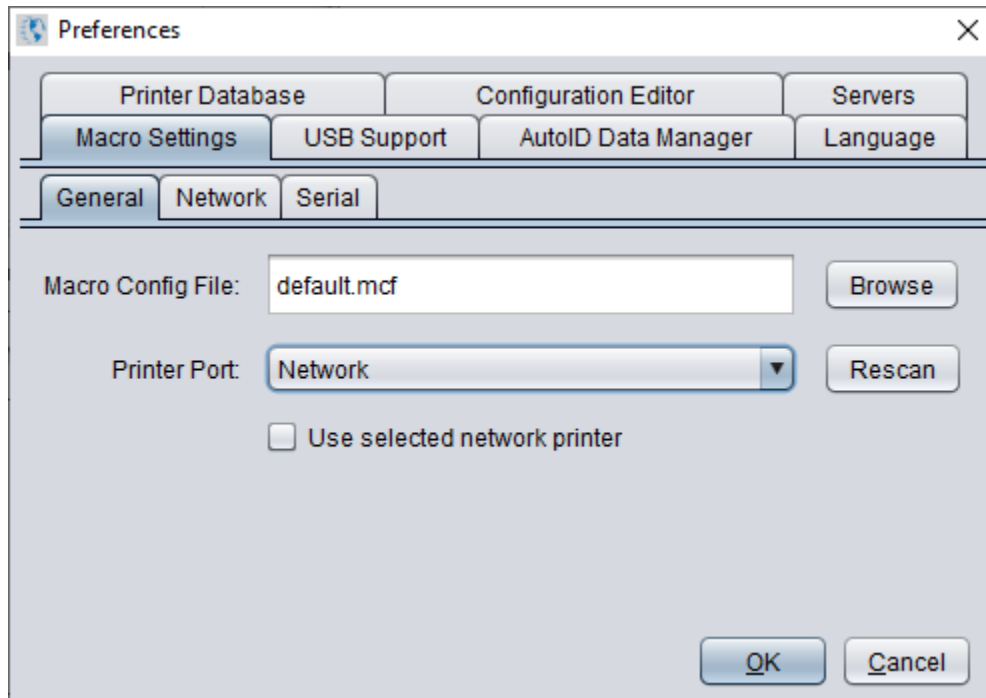 Preferences
Printer Database Configuration Editor Servers
Macro Settings USB Support AutoID Data Manager Language
General Network Serial
Macro Config File: default.mcf Browse
Printer Port: Network Rescan
Use selected network printer
OK Cancel